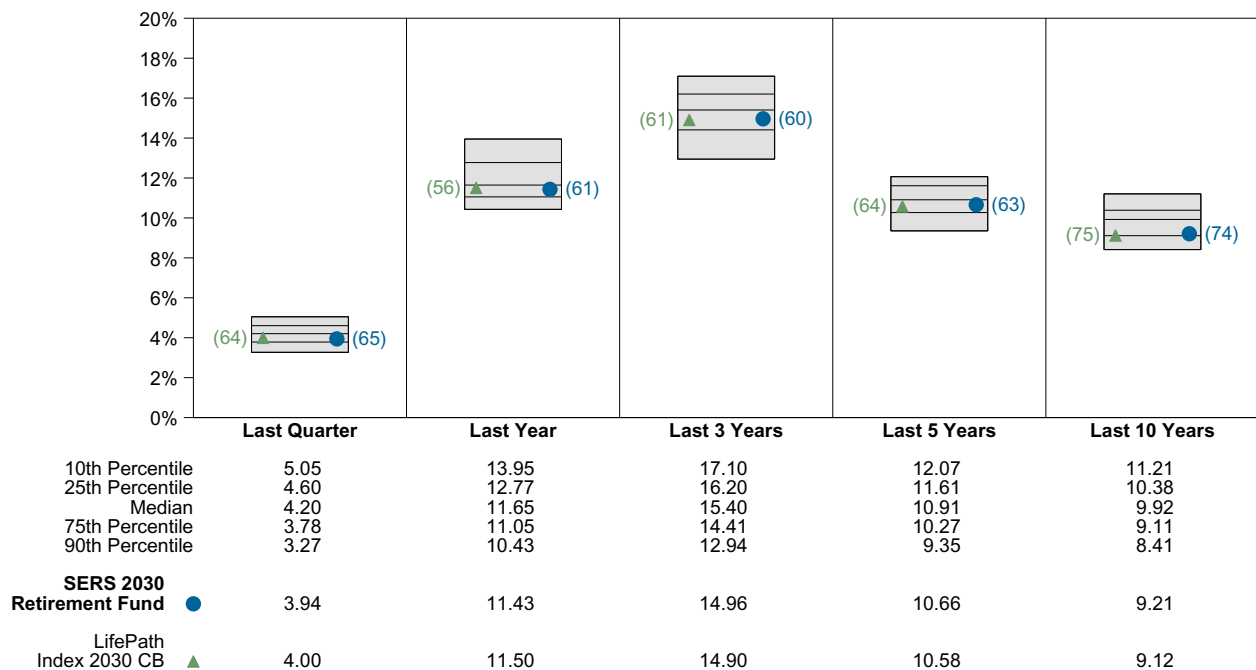 20%
18%
16%
14%
12%
10%
8%
6%
4%
2%
0%
(64) (65)
(56) (61)
(61) (60)
(64) (63)
(75) (74)
Last Quarter Last Year Last 3 Years Last 5 Years Last 10 Years
10th Percentile 5.05 13.95 17.10 12.07 11.21
25th Percentile 4.60 12.77 16.20 11.61 10.38
Median 4.20 11.65 15.40 10.91 9.92
75th Percentile 3.78 11.05 14.41 10.27 9.11
90th Percentile 3.27 10.43 12.94 9.35 8.41
SERS 2030
Retirement Fund 3.94 11.43 14.96 10.66 9.21
LifePath
Index 2030 CB 4.00 11.50 14.90 10.58 9.12